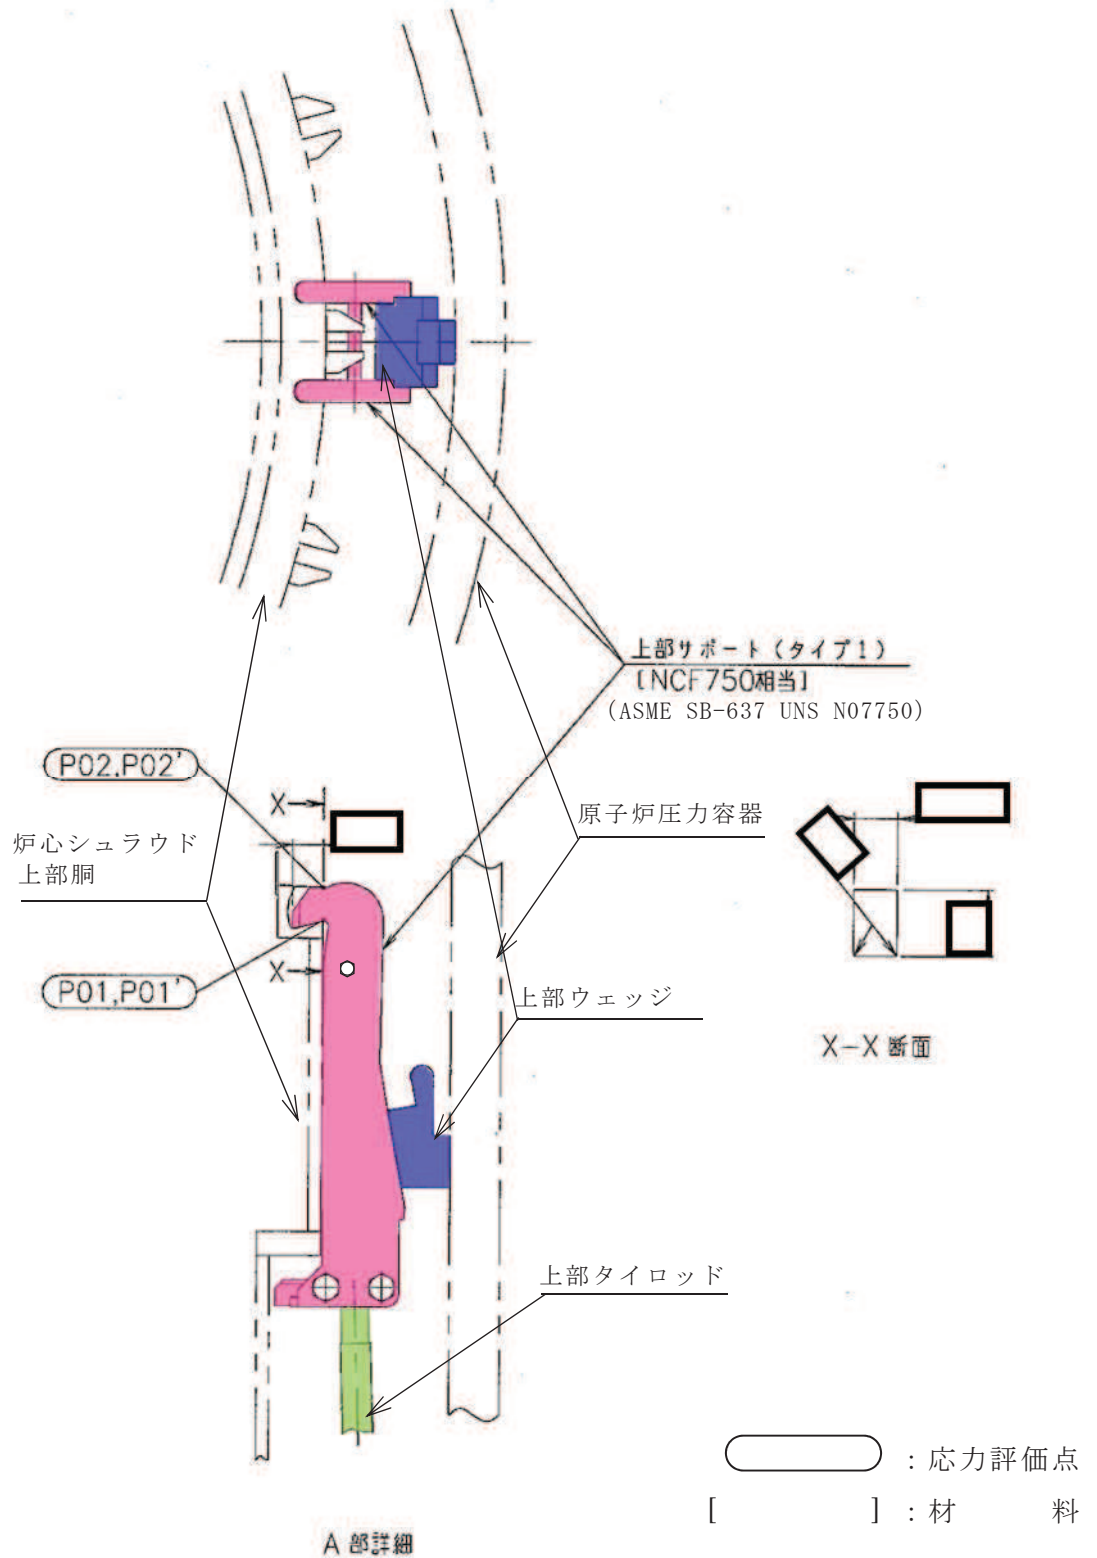 上部サポート（タイプ1）
[NCF750相当]
(ASME SB-637 UNS N07750)
P02,P02'
X
原子炉圧力容器
炉心シュラウド
上部胴
X
P01,P01'
上部ウェッジ
X-X 断面
上部タイロッド
：応力評価点
[ ]：材 料
A 部詳細